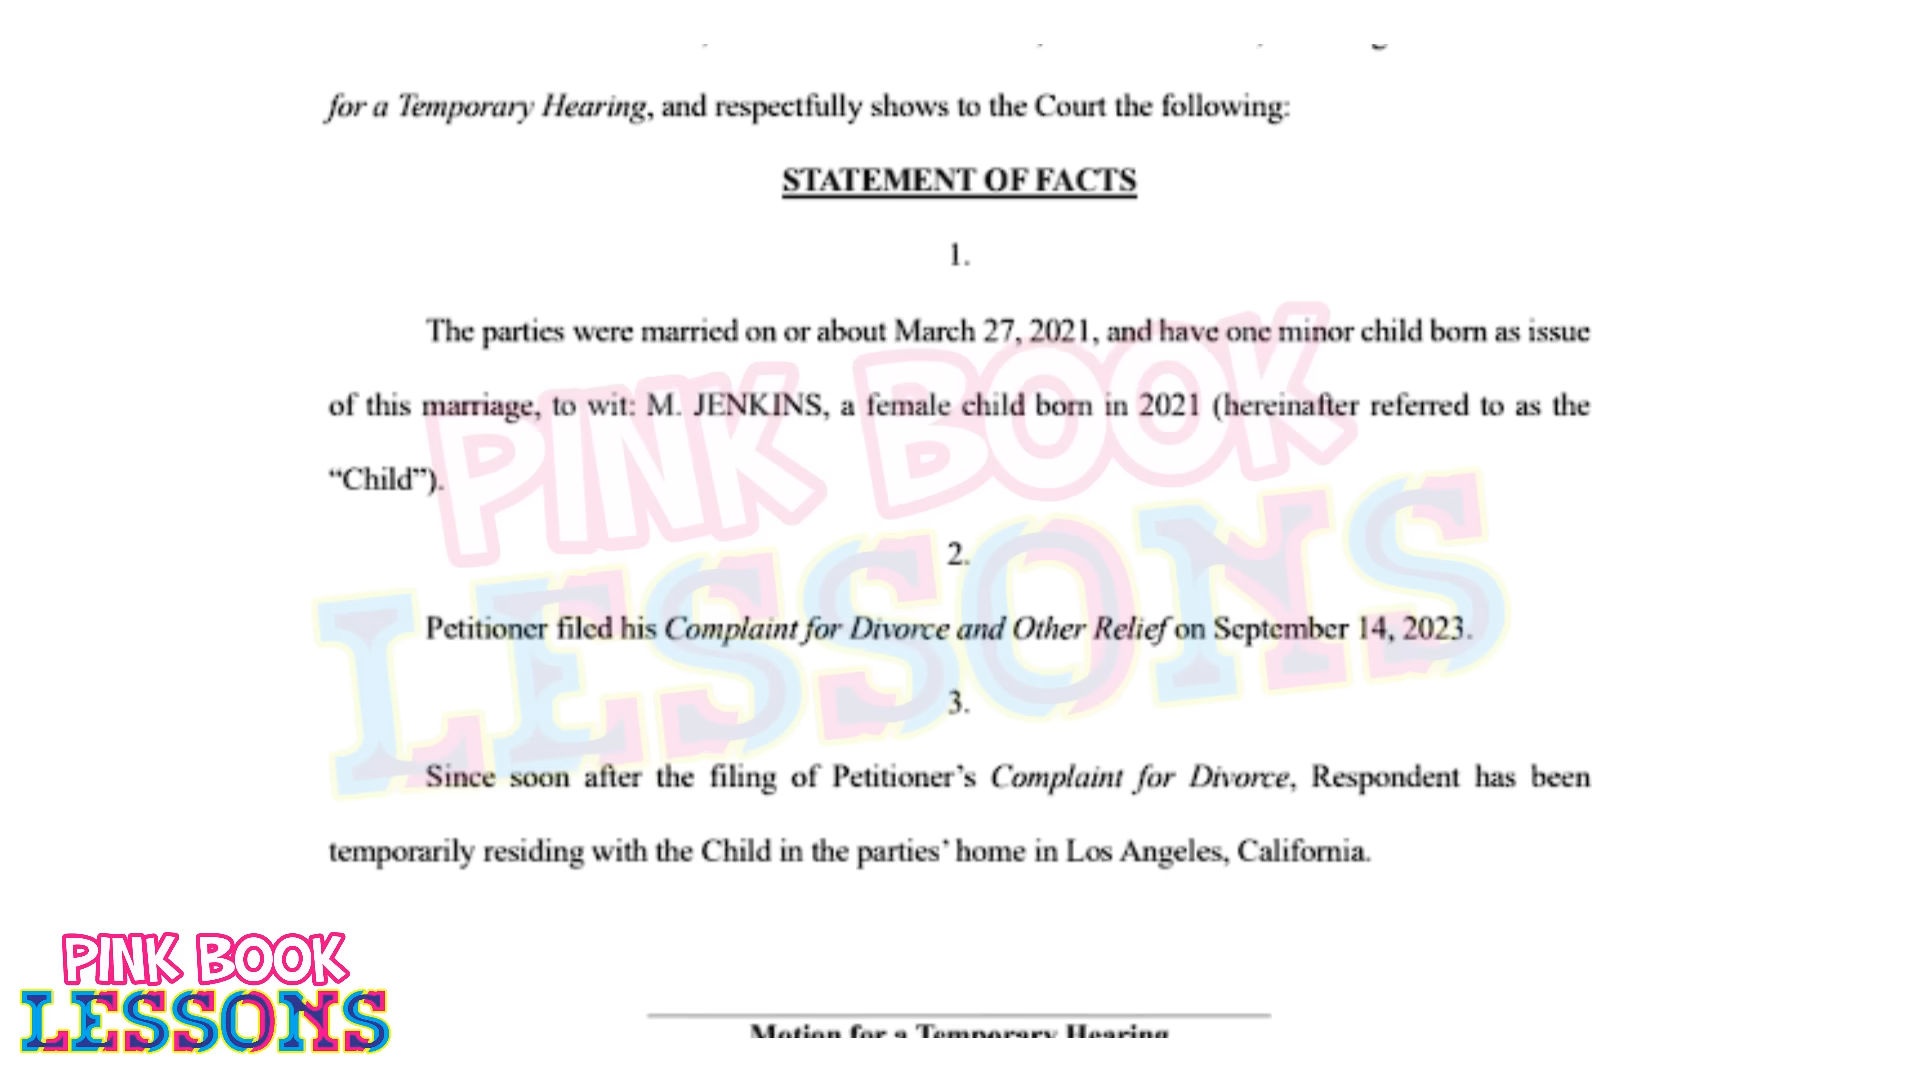 for a Temporary Hearing, and respectfully shows to the Court the following:
STATEMENT OF FACTS
1.
The parties were married on or about March 27, 2021, and have one minor child born as issue
of this marriage, to wit: M. JENKINS, a female child born in 2021 (hereinafter referred to as the
“Child”).
2.
Petitioner filed his Complaint for Divorce and Other Relief on September 14, 2023.
3.
Since soon after the filing of Petitioner’s Complaint for Divorce, Respondent has been
temporarily residing with the Child in the parties’ home in Los Angeles, California.
PINK BOOK
LESSONS
PINK BOOK
LESSONS
Motion for a Temporary Hearing